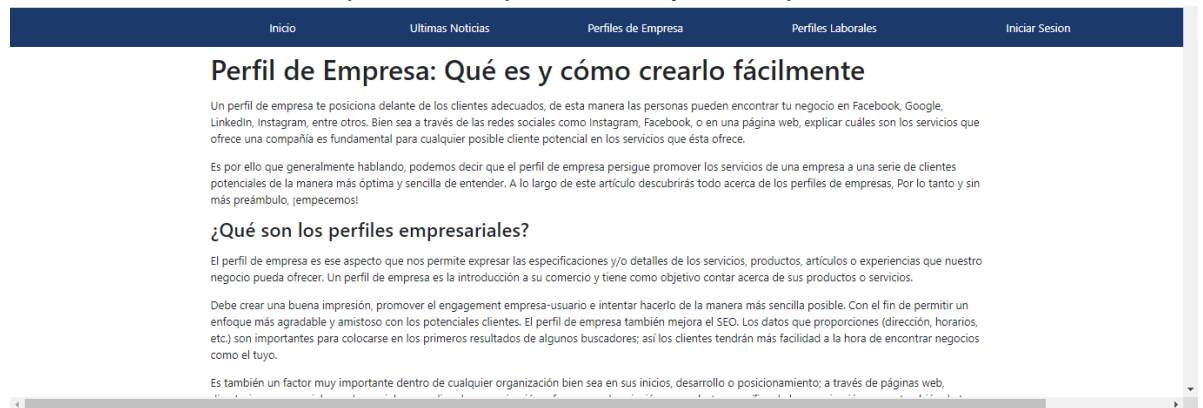 Inicio Ultimas Noticias Perfiles de Empresa Perfiles Laborales Iniciar Sesion
Perfil de Empresa: Qué es y cómo crearlo fácilmente
Un perfil de empresa te posiciona delante de los clientes adecuados, de esta manera las personas pueden encontrar tu negocio en Facebook, Google,
LinkedIn, Instagram, entre otros. Bien sea a través de las redes sociales como Instagram, Facebook, o en una página web, explicar cuáles son los servicios que
ofrece una compañía es fundamental para cualquier posible cliente potencial en los servicios que ésta ofrece.
Es por ello que generalmente hablando, podemos decir que el perfil de empresa persigue promover los servicios de una empresa a una serie de clientes
potenciales de la manera más óptima y sencilla de entender. A lo largo de este artículo descubrirás todo acerca de los perfiles de empresas, Por lo tanto y sin
más preámbulo, ¡empecemos!
¿Qué son los perfiles empresariales?
El perfil de empresa es ese aspecto que nos permite expresar las especificaciones y/o detalles de los servicios, productos, artículos o experiencias que nuestro
negocio pueda ofrecer. Un perfil de empresa es la introducción a su comercio y tiene como objetivo contar acerca de sus productos o servicios.
Debe crear una buena impresión, promover el engagement empresa-usuario e intentar hacerlo de la manera más sencilla posible. Con el fin de permitir un
enfoque más agradable y amistoso con los potenciales clientes. El perfil de empresa también mejora el SEO. Los datos que proporciones (dirección, horarios,
etc.) son importantes para colocarse en los primeros resultados de algunos buscadores; así los clientes tendrán más facilidad a la hora de encontrar negocios
como el tuyo.
Es también un factor muy importante dentro de cualquier organización bien sea en sus inicios, desarrollo o posicionamiento; a través de páginas web,